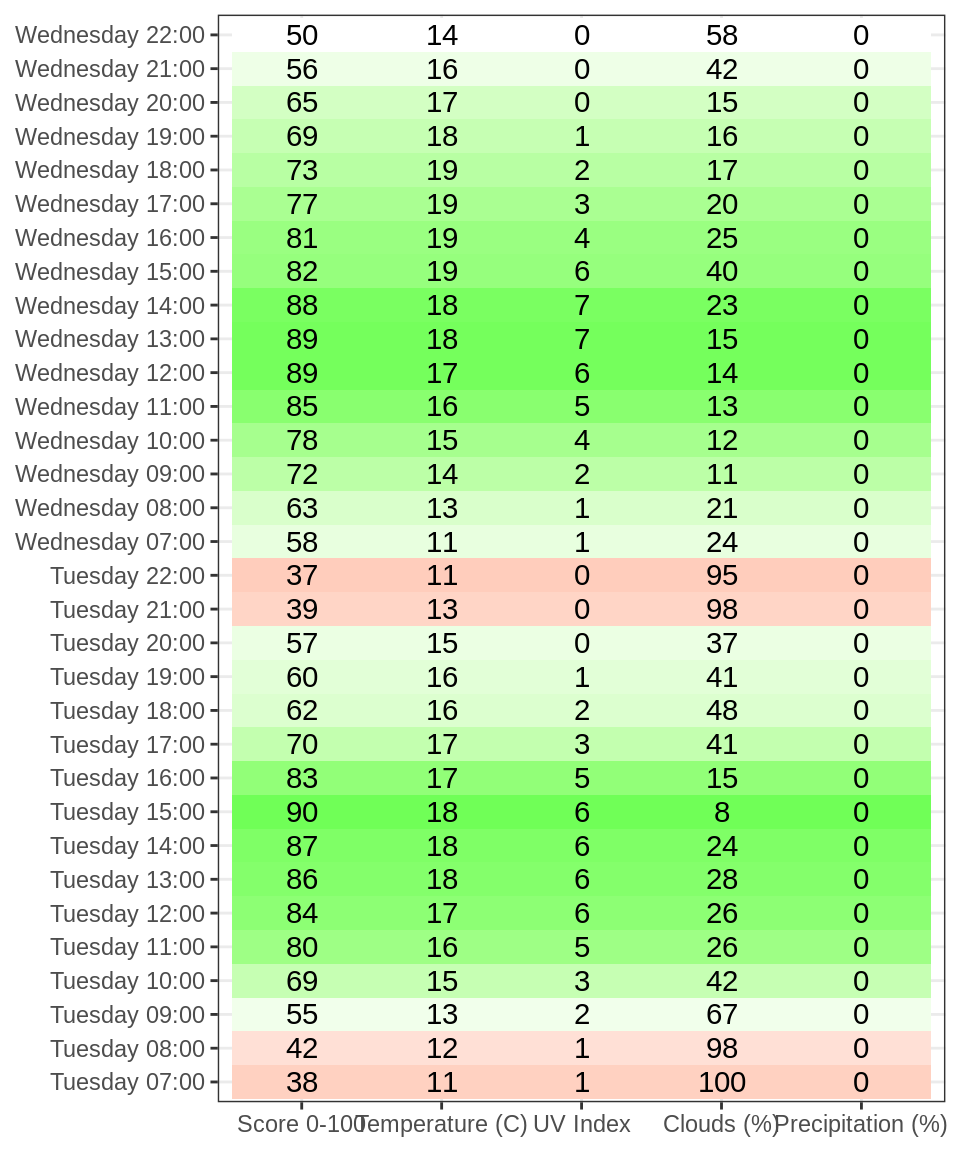 Wednesday 22:00 50 14 0 58 0
Wednesday 21:00 56 16 0 42 0
Wednesday 20:00 65 17 0 15 0
Wednesday 19:00 69 18 1 16 0
Wednesday 18:00 73 19 2 17 0
Wednesday 17:00 77 19 3 20 0
Wednesday 16:00 81 19 4 25 0
Wednesday 15:00 82 19 6 40 0
Wednesday 14:00 88 18 7 23 0
Wednesday 13:00 89 18 7 15 0
Wednesday 12:00 89 17 6 14 0
Wednesday 11:00 85 16 5 13 0
Wednesday 10:00 78 15 4 12 0
Wednesday 09:00 72 14 2 11 0
Wednesday 08:00 63 13 1 21 0
Wednesday 07:00 58 11 1 24 0
Tuesday 22:00 37 11 0 95 0
Tuesday 21:00 39 13 0 98 0
Tuesday 20:00 57 15 0 37 0
Tuesday 19:00 60 16 1 41 0
Tuesday 18:00 62 16 2 48 0
Tuesday 17:00 70 17 3 41 0
Tuesday 16:00 83 17 5 15 0
Tuesday 15:00 90 18 6 8 0
Tuesday 14:00 87 18 6 24 0
Tuesday 13:00 86 18 6 28 0
Tuesday 12:00 84 17 6 26 0
Tuesday 11:00 80 16 5 26 0
Tuesday 10:00 69 15 3 42 0
Tuesday 09:00 55 13 2 67 0
Tuesday 08:00 42 12 1 98 0
Tuesday 07:00 38 11 1 100 0
Score 0-100 Temperature (C) UV Index Clouds (%) Precipitation (%)